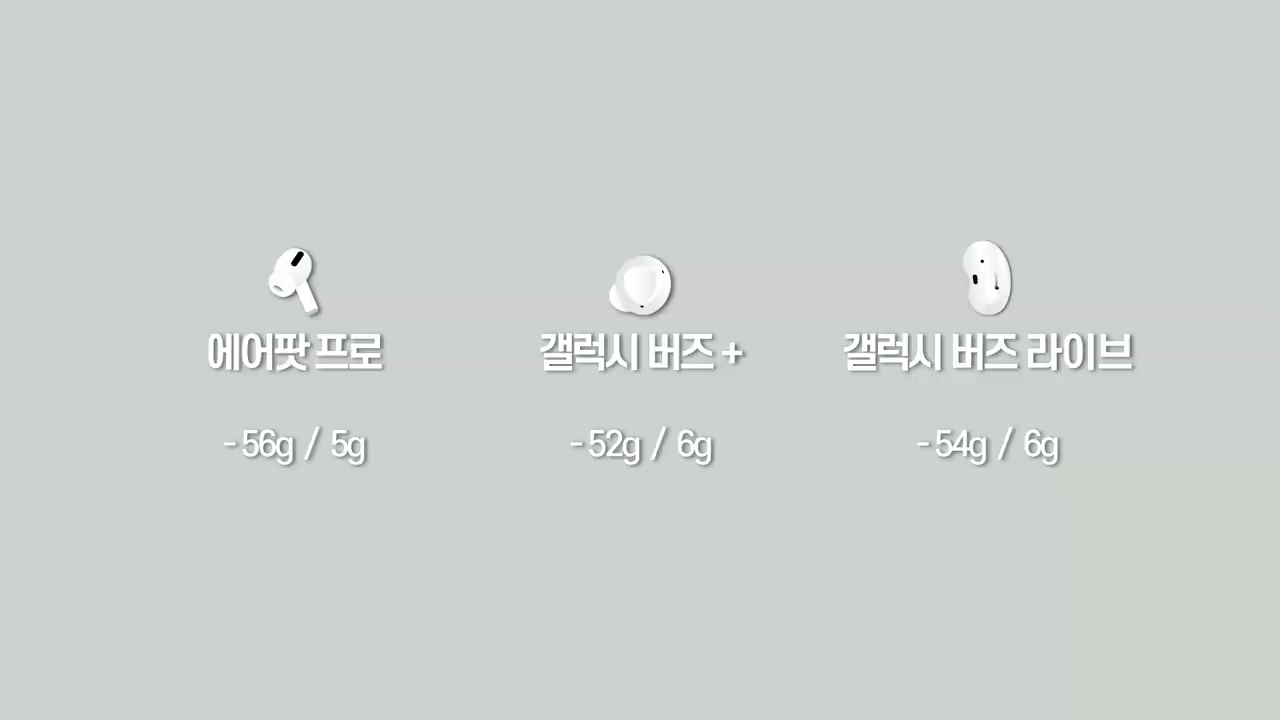 에어팟 프로
갤럭시 버즈 +
갤럭시 버즈 라이브
- 56g / 5g
- 52g / 6g
- 54g / 6g